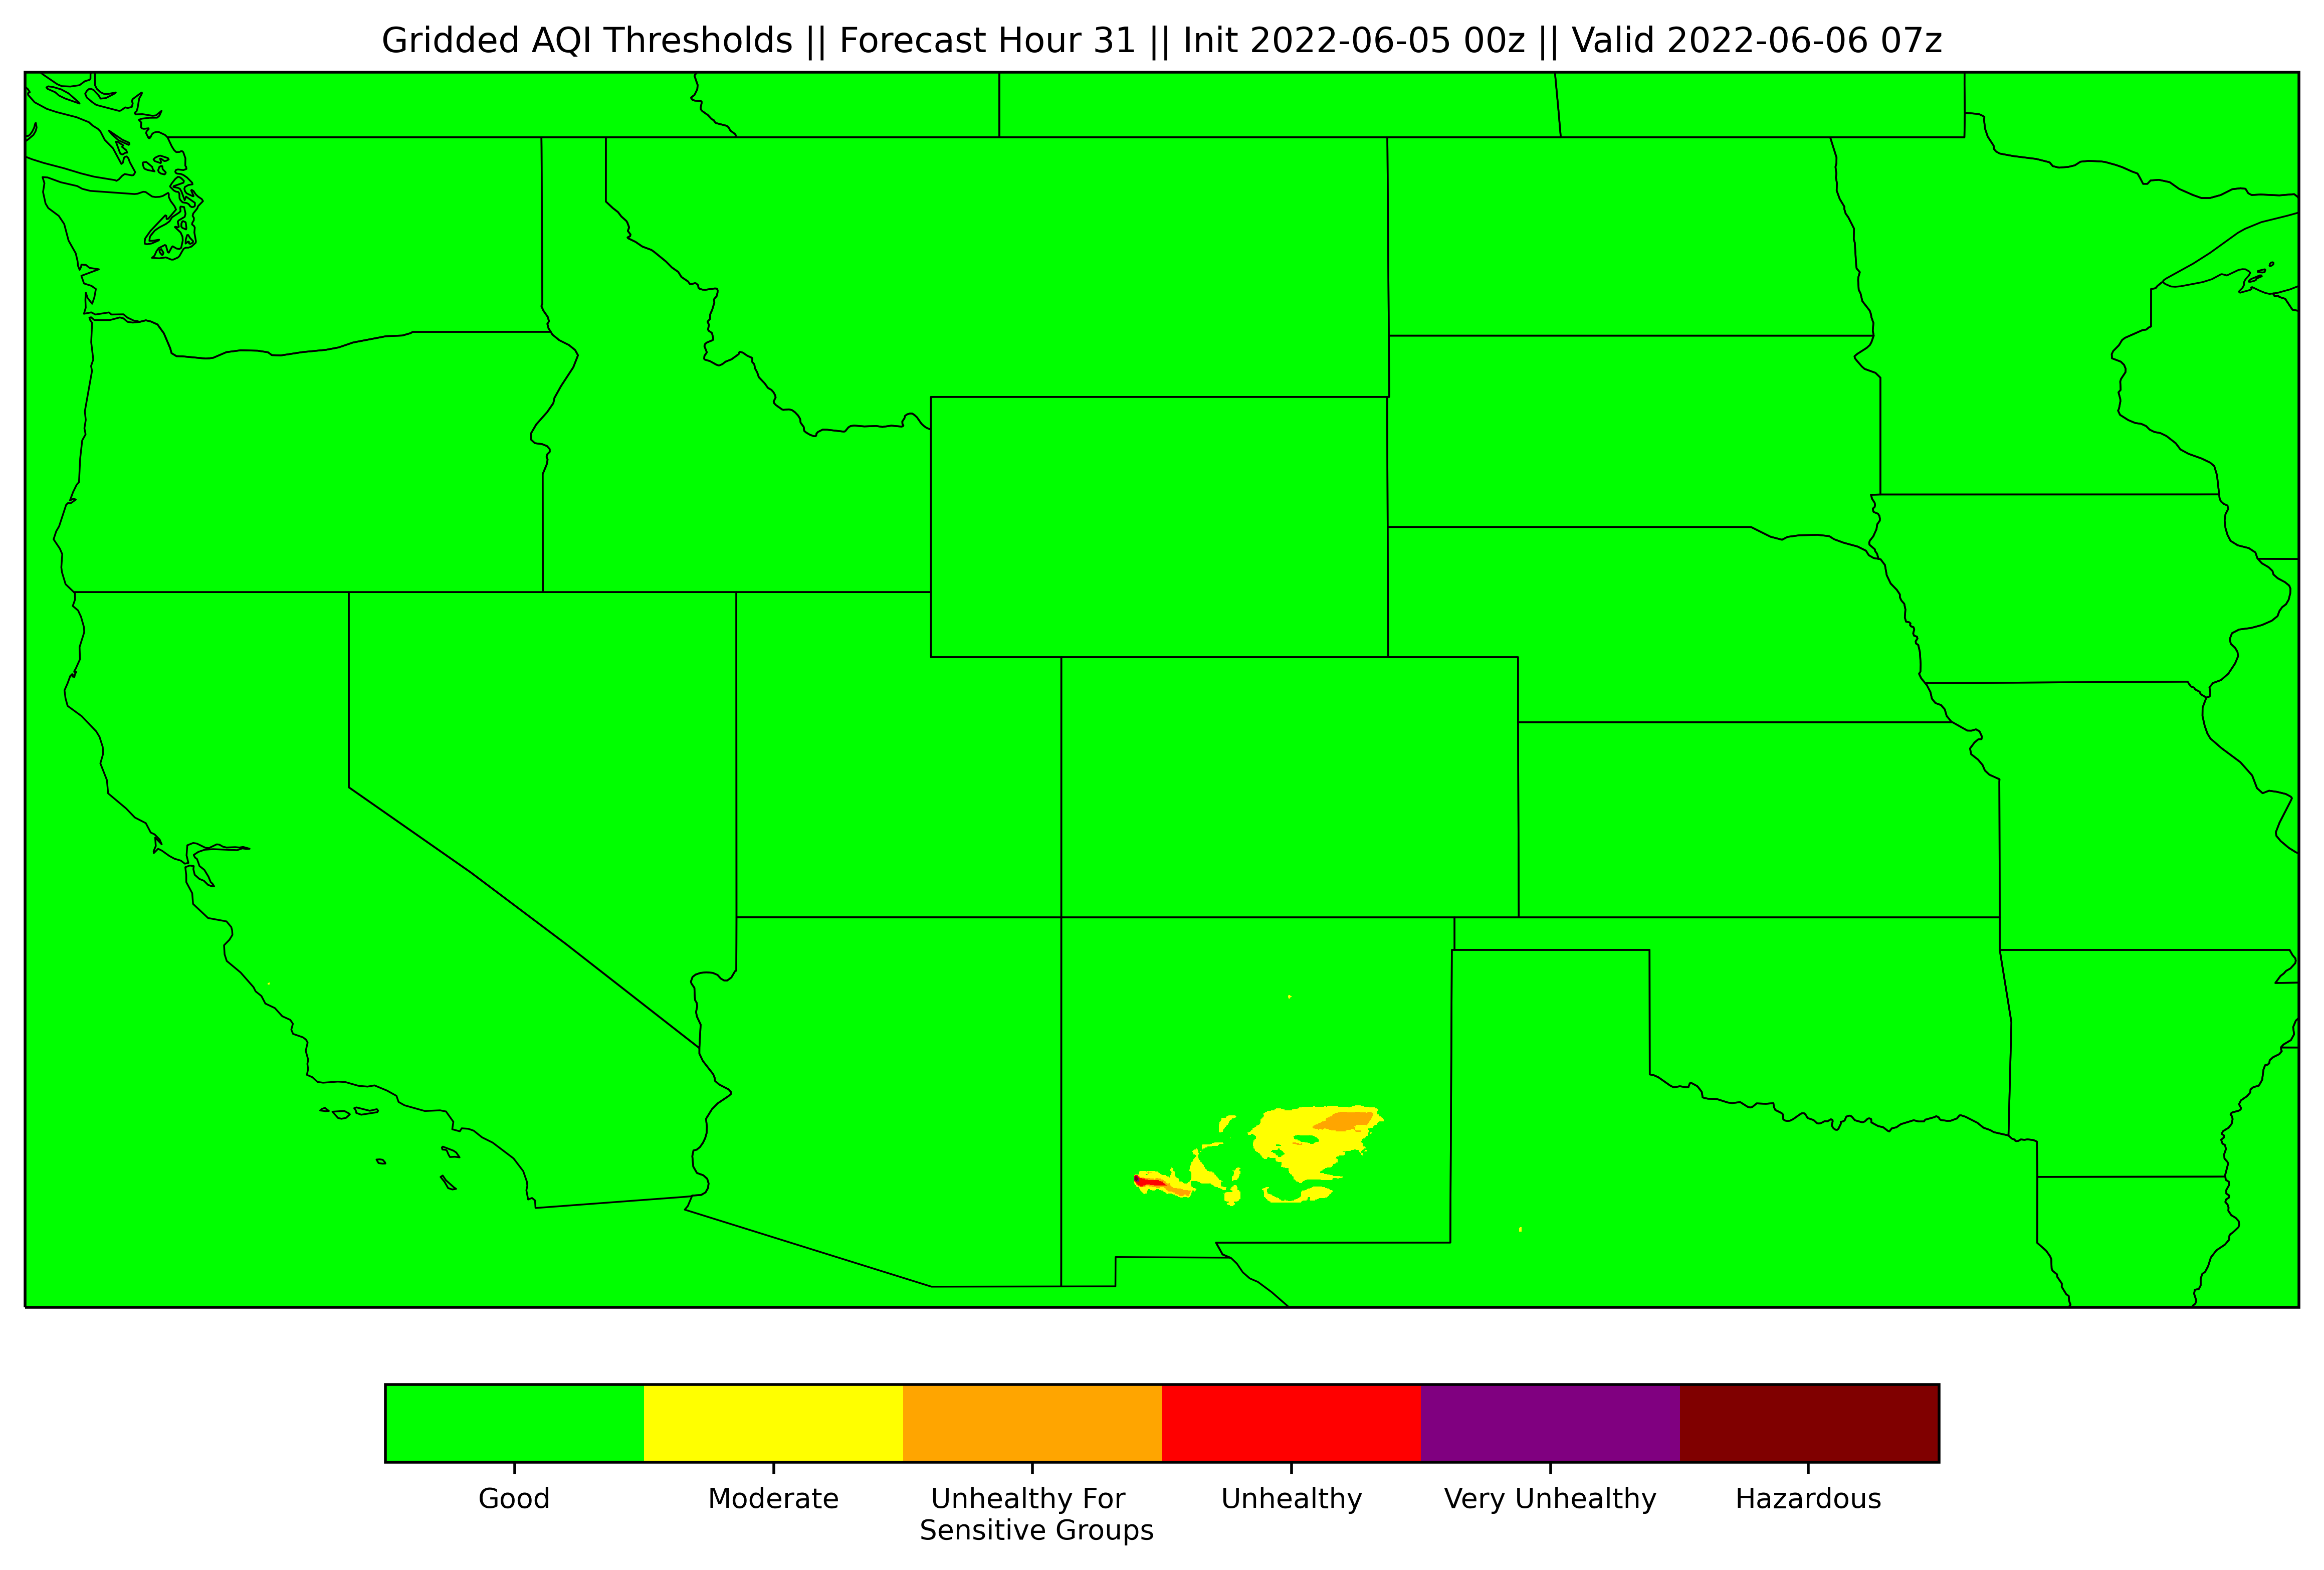 Gridded AQI Thresholds || Forecast Hour 31 || Init 2022-06-05 00z || Valid 2022-06-06 07z
Good
Moderate
Unhealthy For
Sensitive Groups
Unhealthy
Very Unhealthy
Hazardous